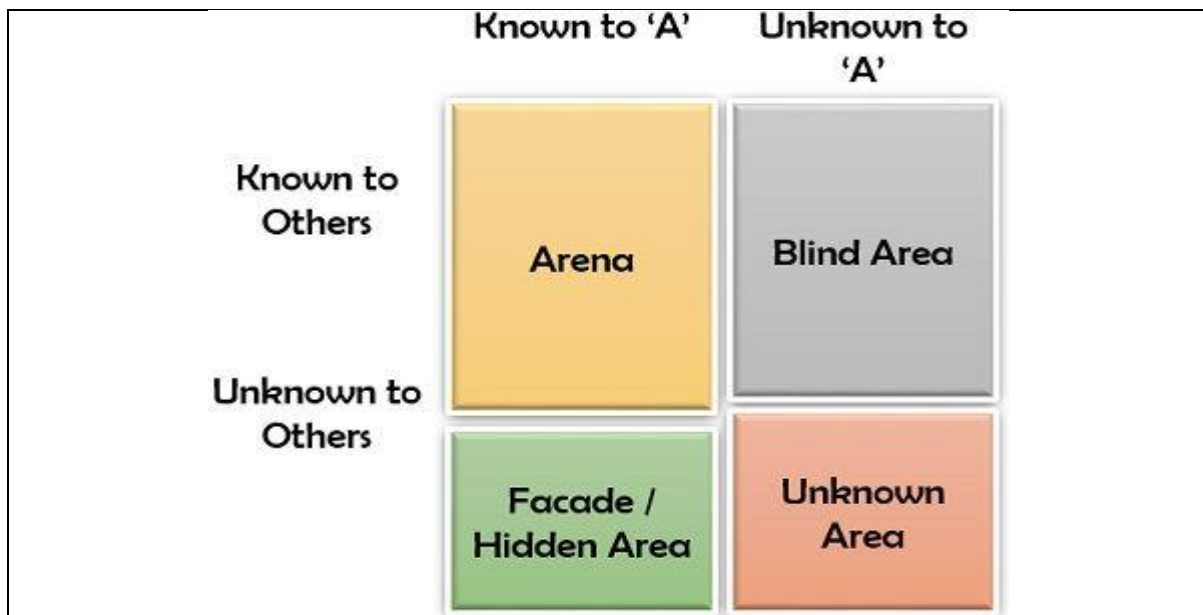 Known to ‘A’
Unknown to
‘A’
Known to
Others
Arena
Blind Area
Unknown to
Others
Facade /
Hidden Area
Unknown
Area